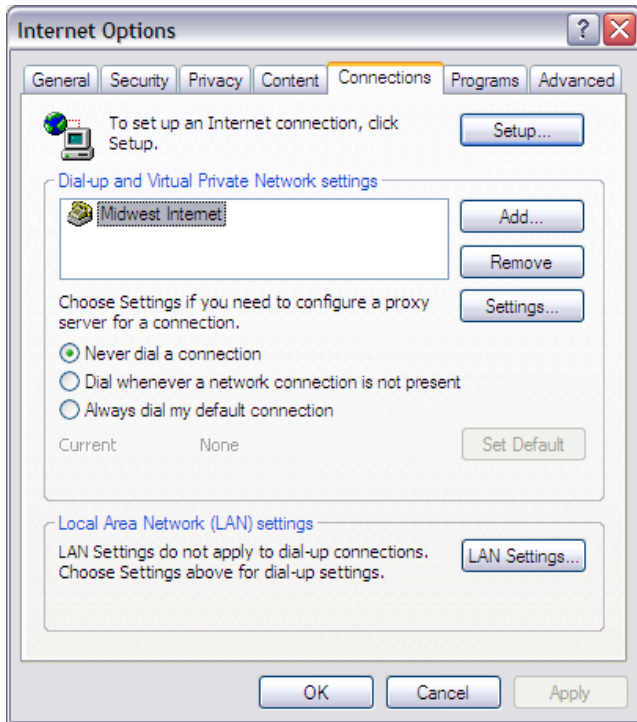 Internet Options
General Security Privacy Content Connections Programs Advanced
To set up an Internet connection, click
Setup.
Setup...
Dial-up and Virtual Private Network settings
Midwest Internet
Add...
Remove
Choose Settings if you need to configure a proxy
server for a connection.
Settings...
Never dial a connection
Dial whenever a network connection is not present
Always dial my default connection
Current None
Set Default
Local Area Network (LAN) settings
LAN Settings do not apply to dial-up connections.
Choose Settings above for dial-up settings.
LAN Settings...
OK Cancel Apply